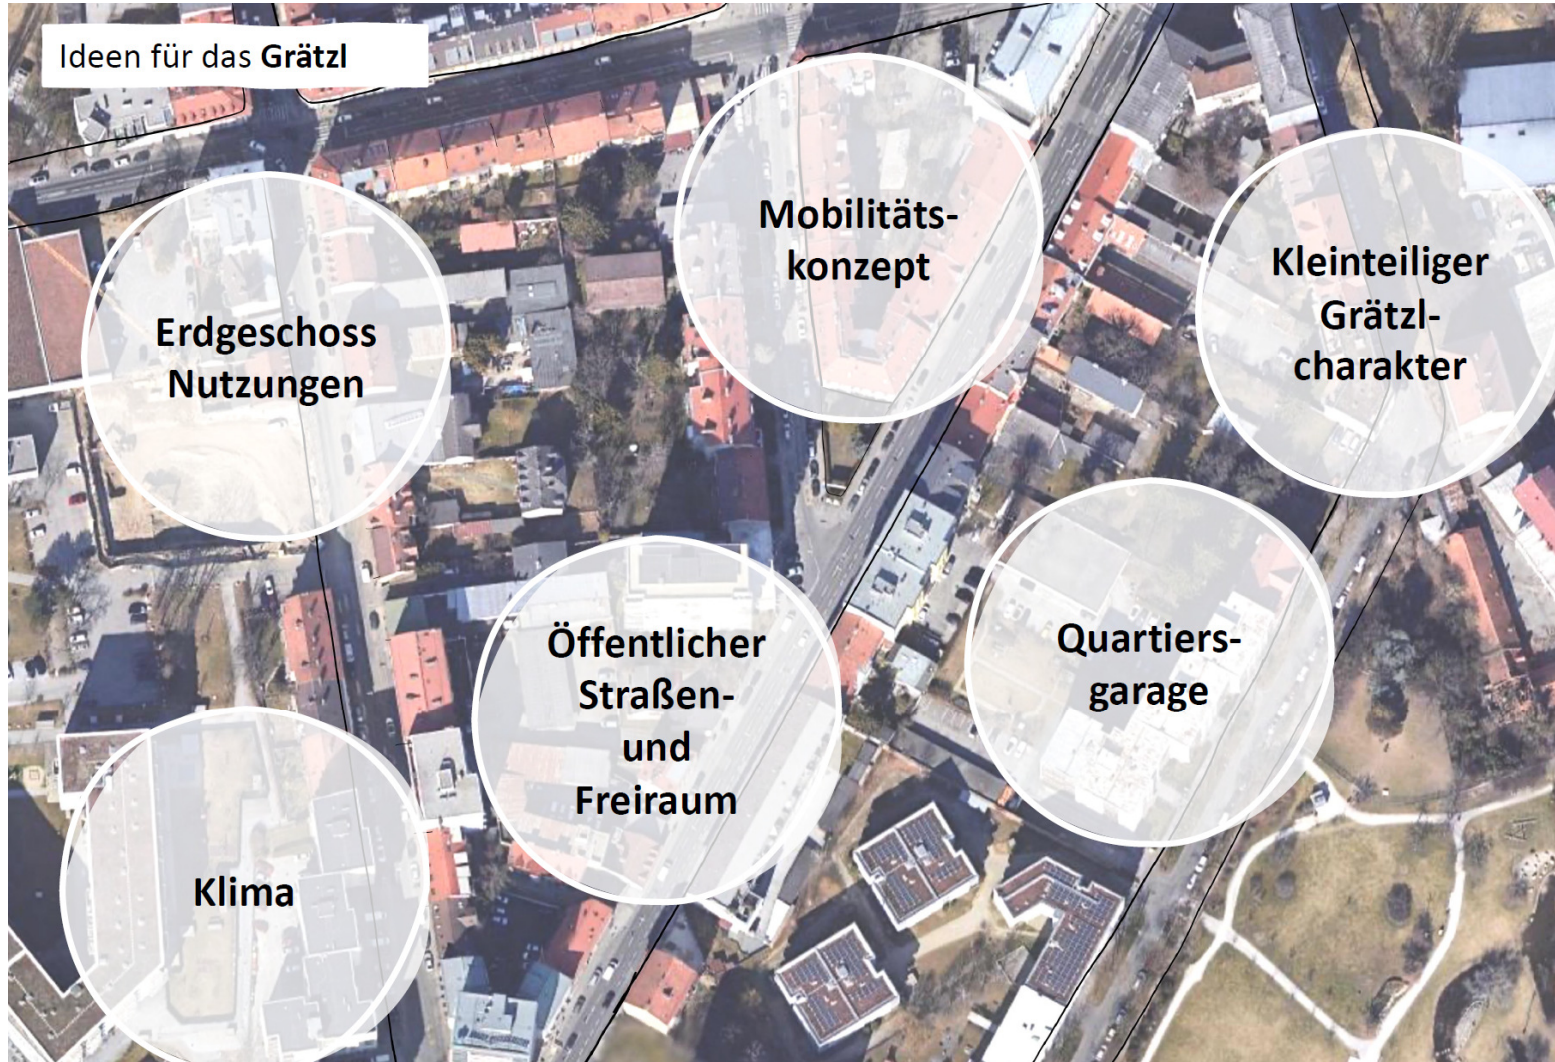 Ideen für das Grätzl
Mobilitäts-
konzept
Kleinteiliger
Grätzl-
charakter
Erdgeschoss
Nutzungen
Öffentlicher
Straßen-
und
Freiraum
Quartiers-
garage
Klima